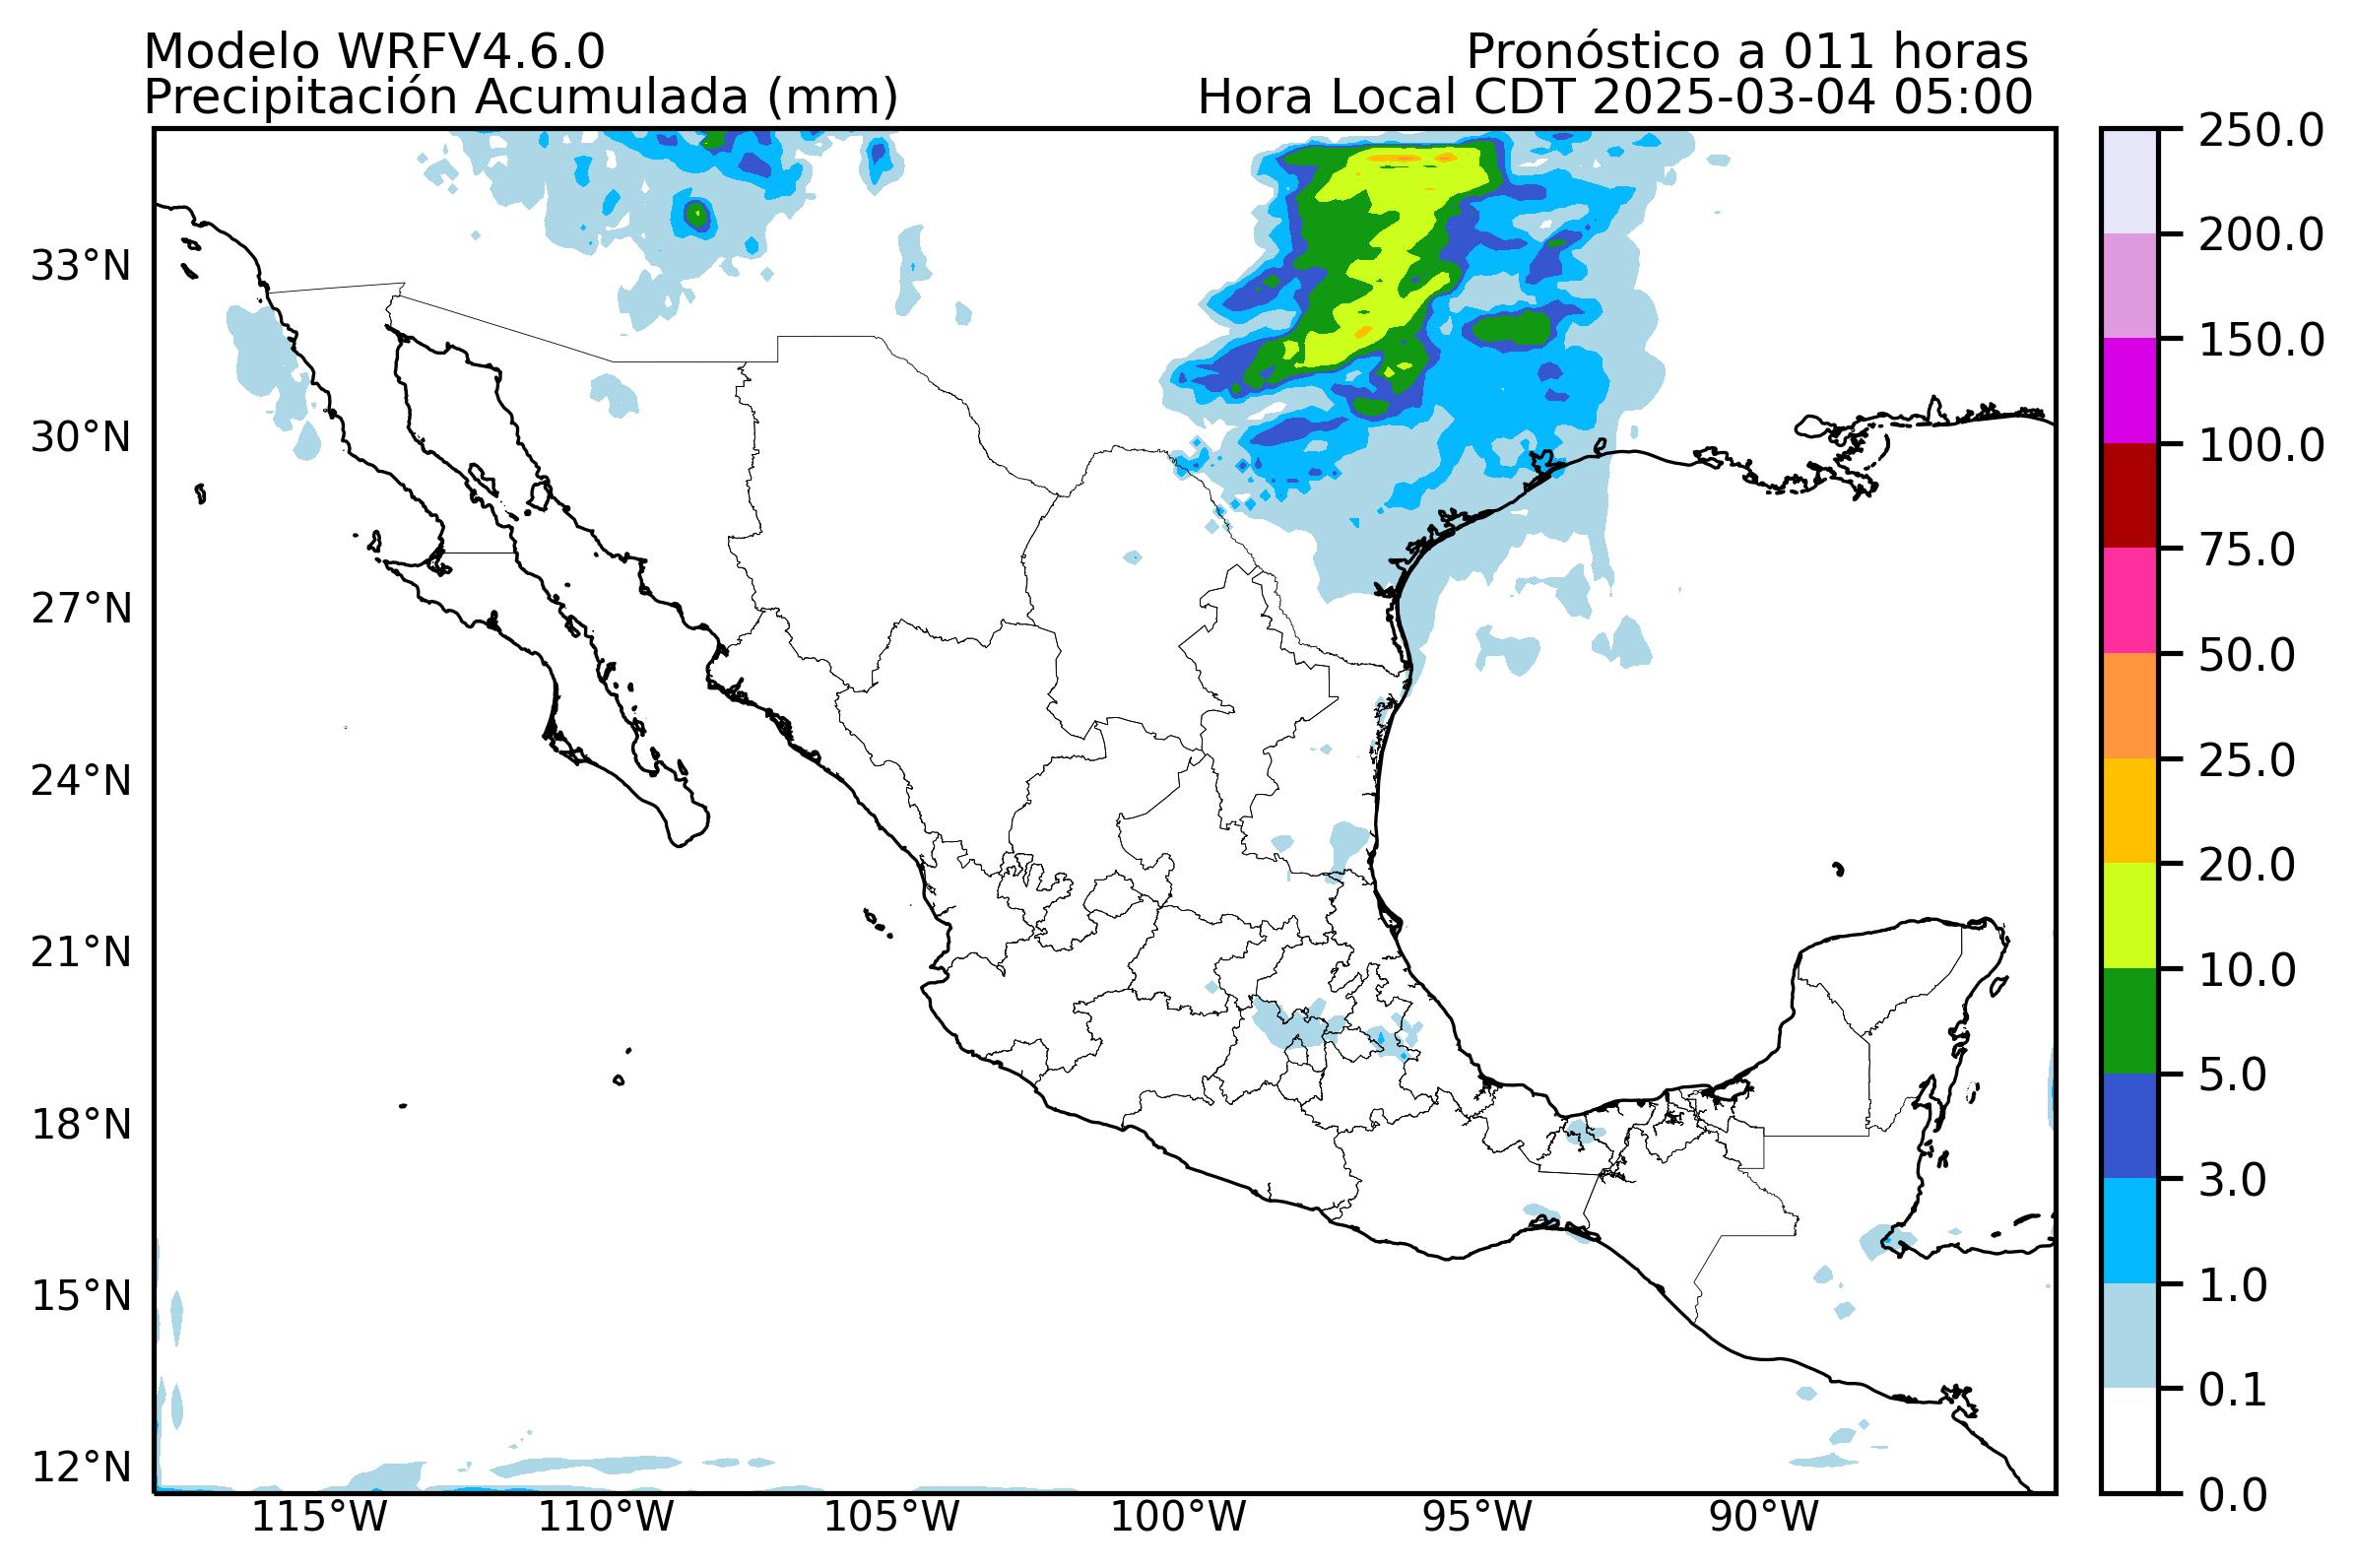 Modelo WRFV4.6.0
Pronóstico a 011 horas
Precipitación Acumulada (mm)
Hora Local CDT 2025-03-04 05:00
33°N
30°N
27°N
24°N
21°N
18°N
15°N
12°N
115°W
110°W
105°W
100°W
95°W
90°W
250.0
200.0
150.0
100.0
75.0
50.0
25.0
20.0
10.0
5.0
3.0
1.0
0.1
0.0